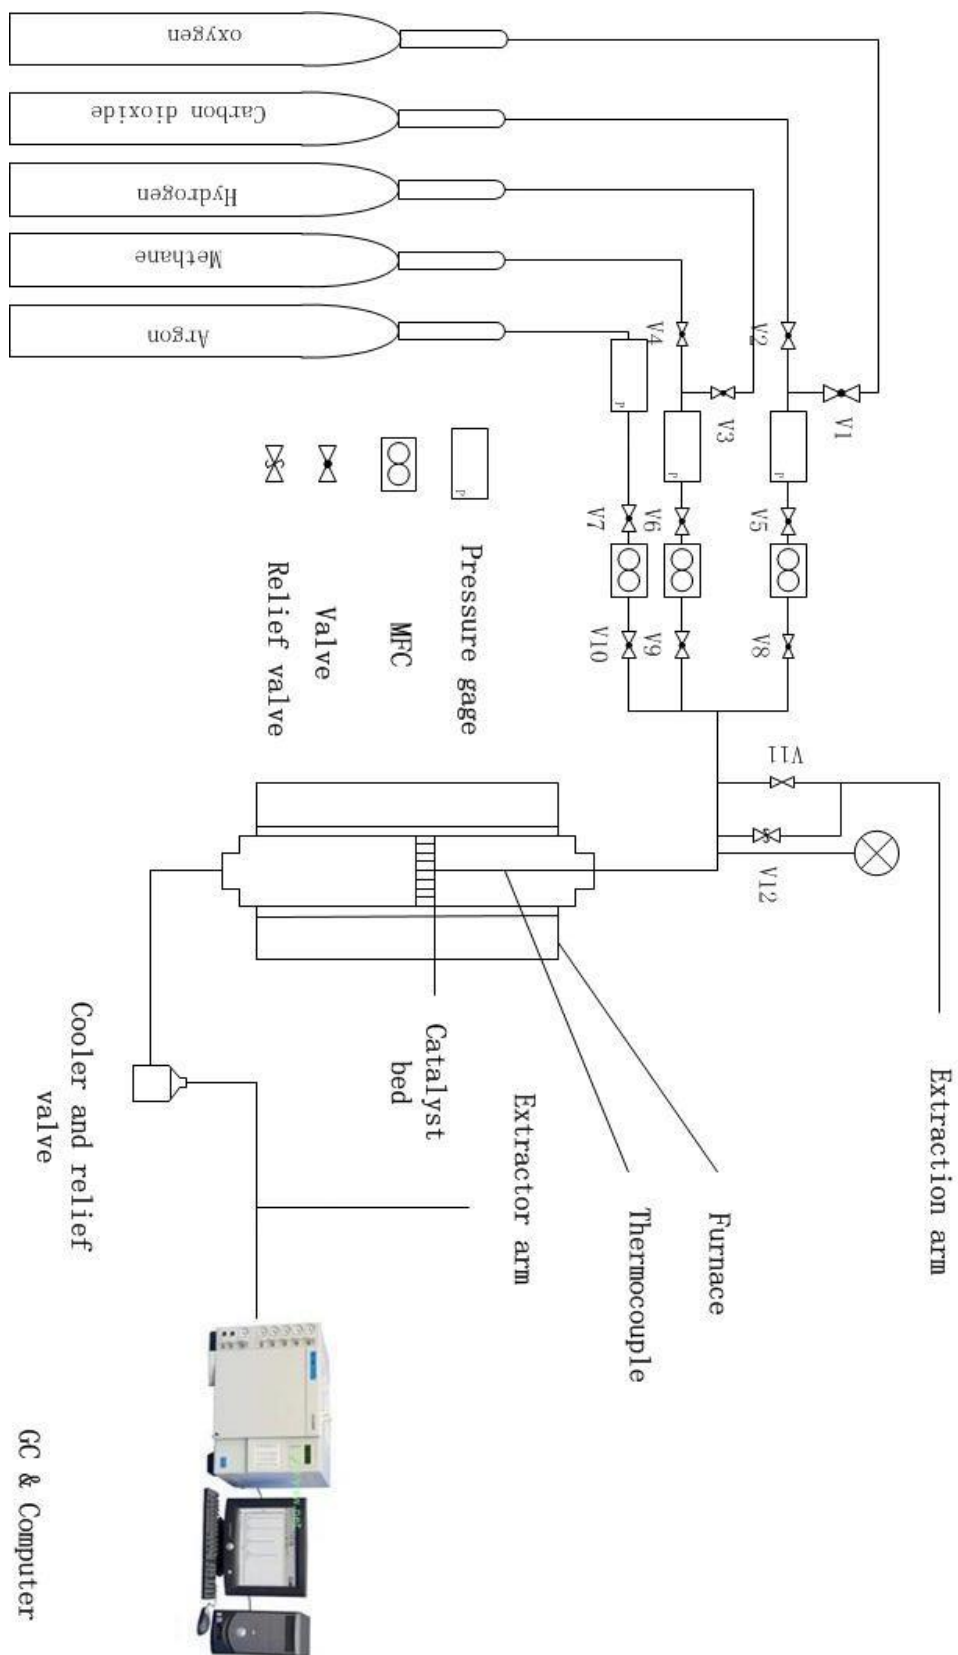 oxygen
Carbon dioxide
Hydrogen
Methane
Argon
V4
V2
V3
V1
P
P
P
V7
V6
V5
V10
V9
V8
P
Pressure gage
MFC
Valve
Relief valve
V11
V12
Extraction arm
Furnace
Thermocouple
Extractor arm
Catalyst
bed
Cooler and relief
valve
GC & Computer